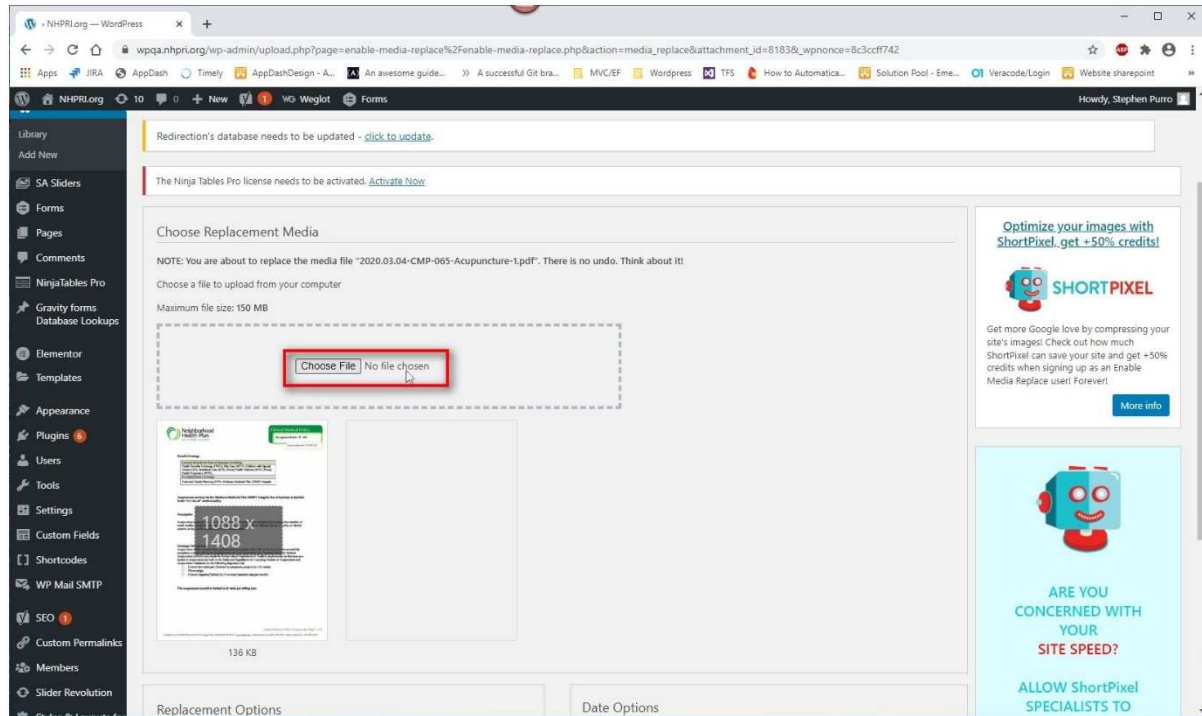 ‹ NHPRI.org — WordPress
wpqa.nhpri.org/wp-admin/upload.php?page=enable-media-replace%2Fenable-media-replace.php&action=media_replace&attachment_id=8183&_wpnonce=8c3ccff742
Apps JIRA AppDash Timely AppDashDesign - A... An awesome guide... A successful Git bra... MVC/EF Wordpress TFS How to Automatica... Solution Pool - Eme... Veracode/Login Website sharepoint
NHPRI.org 10 0 + New 1 WG Weglot Forms Howdy, Stephen Purro
Library
Add New
SA Sliders
Forms
Pages
Comments
NinjaTables Pro
Gravity forms
Database Lookups
Elementor
Templates
Appearance
Plugins 6
Users
Tools
Settings
Custom Fields
[ ] Shortcodes
WP Mail SMTP
SEO 1
Custom Permalinks
Members
Slider Revolution
Redirection's database needs to be updated - click to update.
The Ninja Tables Pro license needs to be activated. Activate Now
Choose Replacement Media
NOTE: You are about to replace the media file "2020.03.04-CMP-065-Acupuncture-1.pdf". There is no undo. Think about it!
Choose a file to upload from your computer
Maximum file size: 150 MB
Choose File No file chosen
Neighborhood
Health Plan
1088 x
1408
136 KB
Replacement Options
Date Options
Optimize your images with
ShortPixel, get +50% credits!
SHORTPIXEL
Get more Google love by compressing your
site's images! Check out how much
ShortPixel can save your site and get +50%
credits when signing up as an Enable
Media Replace user! Forever!
More info
ARE YOU
CONCERNED WITH
YOUR
SITE SPEED?
ALLOW ShortPixel
SPECIALISTS TO